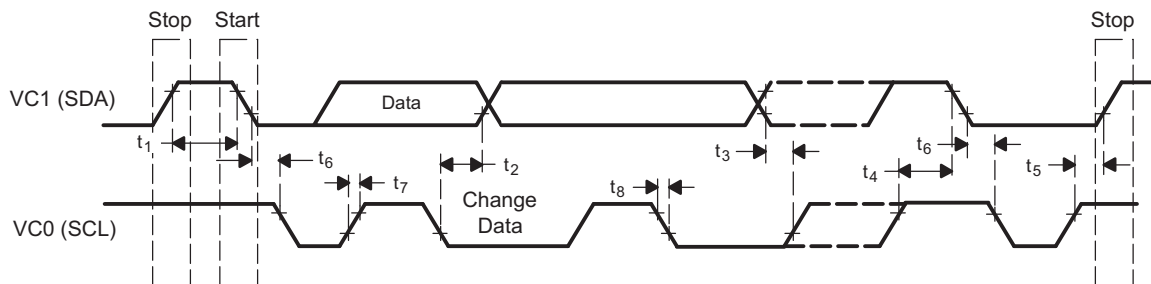 Stop Start Stop
VC1 (SDA) Data
t1 t6 t2 t3 t6
t7 t8 t4 t5
Change
Data
VC0 (SCL)